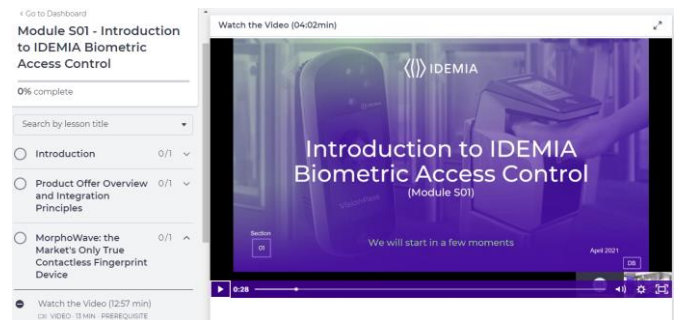 < Go to Dashboard
Module S01 - Introduction
to IDEMIA Biometric
Access Control
0% complete
Search by lesson title
Introduction 0/1
Product Offer Overview 0/1
and Integration
Principles
MorphoWave: the 0/1
Market's Only True
Contactless Fingerprint
Device
Watch the Video (12:57 min)
VIDEO · 13 MIN · PREREQUISITE
Watch the Video (04:02min)
IDEMIA
Introduction to IDEMIA
Biometric Access Control
(Module S01)
VisionPass
Section
01
We will start in a few moments
April 2021
DB
0:28